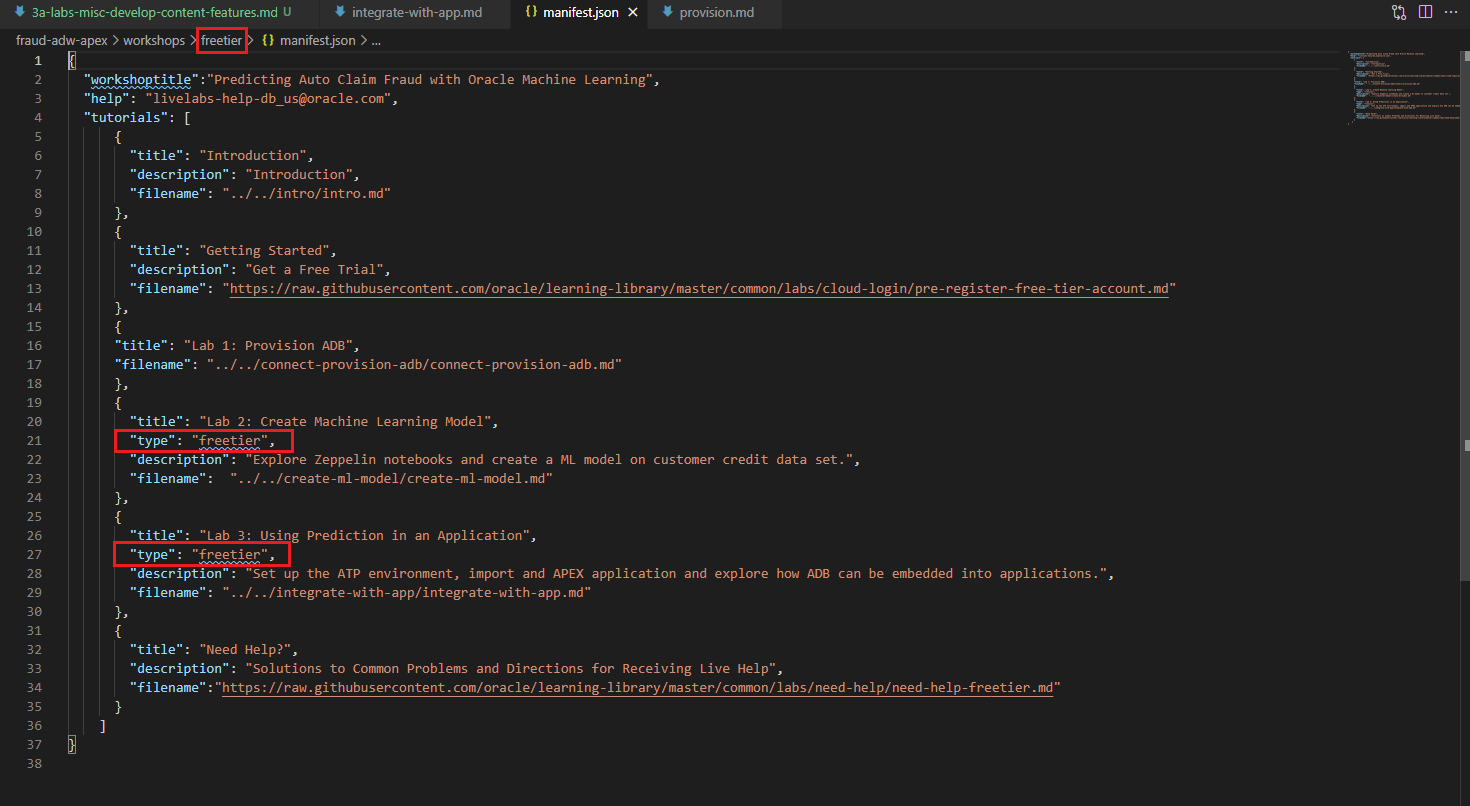 3a-labs-misc-develop-content-features.md U integrate-with-app.md {} manifest.json × provision.md ...
fraud-adw-apex > workshops > freetier > {} manifest.json > ...
1 {
2 "workshoptitle":"Predicting Auto Claim Fraud with Oracle Machine Learning",
3 "help": "livelabs-help-db_us@oracle.com",
4 "tutorials": [
5 {
6 "title": "Introduction",
7 "description": "Introduction",
8 "filename": "../../intro/intro.md"
9 },
10 {
11 "title": "Getting Started",
12 "description": "Get a Free Trial",
13 "filename": "https://raw.githubusercontent.com/oracle/learning-library/master/common/labs/cloud-login/pre-register-free-tier-account.md"
14 },
15 {
16 "title": "Lab 1: Provision ADB",
17 "filename": "../../connect-provision-adb/connect-provision-adb.md"
18 },
19 {
20 "title": "Lab 2: Create Machine Learning Model",
21 "type": "freetier",
22 "description": "Explore Zeppelin notebooks and create a ML model on customer credit data set.",
23 "filename":  "../../create-ml-model/create-ml-model.md"
24 },
25 {
26 "title": "Lab 3: Using Prediction in an Application",
27 "type": "freetier",
28 "description": "Set up the ATP environment, import and APEX application and explore how ADB can be embedded into applications.",
29 "filename": "../../integrate-with-app/integrate-with-app.md"
30 },
31 {
32 "title": "Need Help?",
33 "description": "Solutions to Common Problems and Directions for Receiving Live Help",
34 "filename":"https://raw.githubusercontent.com/oracle/learning-library/master/common/labs/need-help/need-help-freetier.md"
35 }
36 ]
37 }
38